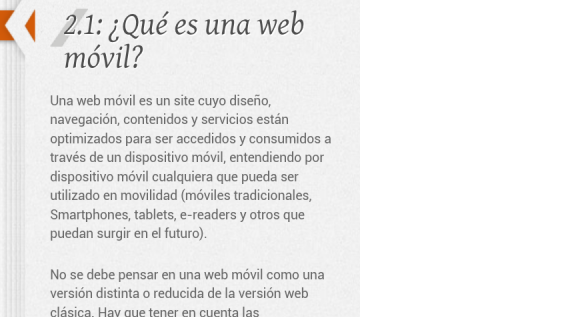 2.1: ¿Qué es una web
móvil?
Una web móvil es un site cuyo diseño,
navegación, contenidos y servicios están
optimizados para ser accedidos y consumidos a
través de un dispositivo móvil, entendiendo por
dispositivo móvil cualquiera que pueda ser
utilizado en movilidad (móviles tradicionales,
Smartphones, tablets, e-readers y otros que
puedan surgir en el futuro).
No se debe pensar en una web móvil como una
versión distinta o reducida de la versión web
clásica. Hay que tener en cuenta las